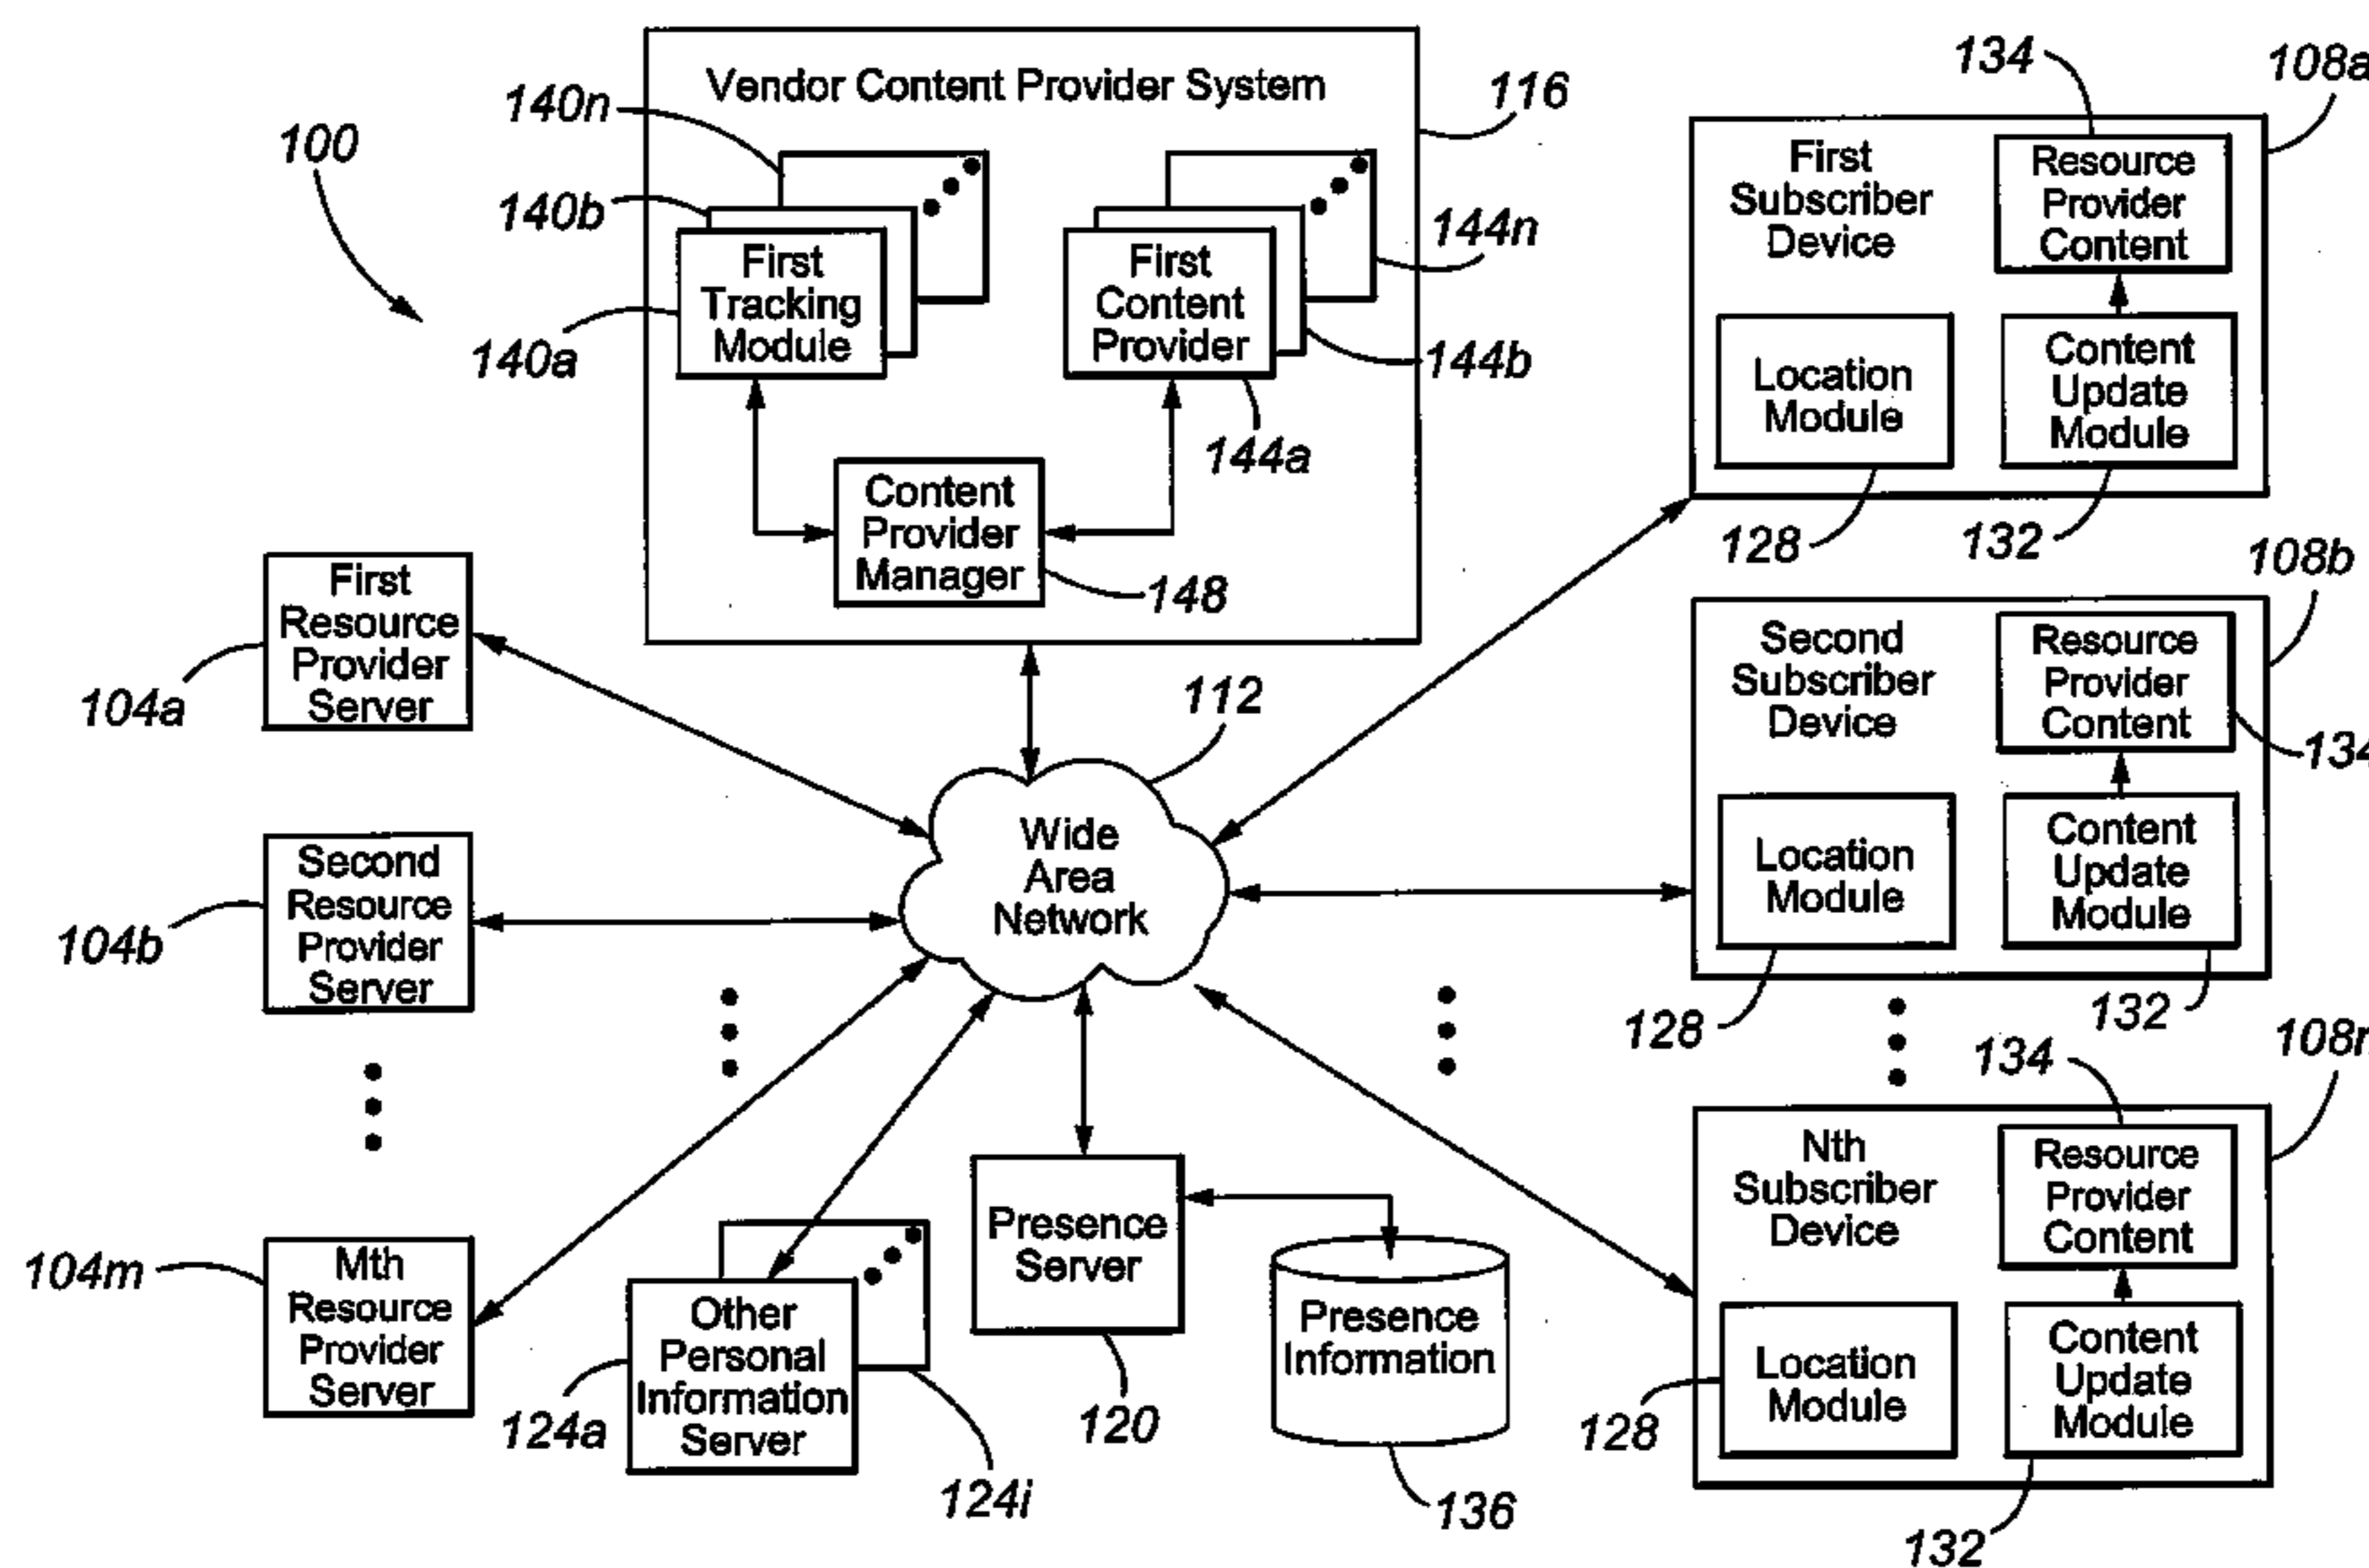 Vendor Content Provider System
116
100
140n
140b
140a
First
Tracking
Module
First
Content
Provider
144n
144b
144a
Content
Provider
Manager
148
134
108a
First
Subscriber
Device
Resource
Provider
Content
Location
Module
Content
Update
Module
128
132
108b
Second
Subscriber
Device
Resource
Provider
Content
134
Location
Module
Content
Update
Module
128
132
134
108n
Nth
Subscriber
Device
Resource
Provider
Content
Location
Module
Content
Update
Module
128
132
First
Resource
Provider
Server
104a
Second
Resource
Provider
Server
104b
Mth
Resource
Provider
Server
104m
112
Wide
Area
Network
Other
Personal
Information
Server
124a
124i
Presence
Server
120
Presence
Information
136